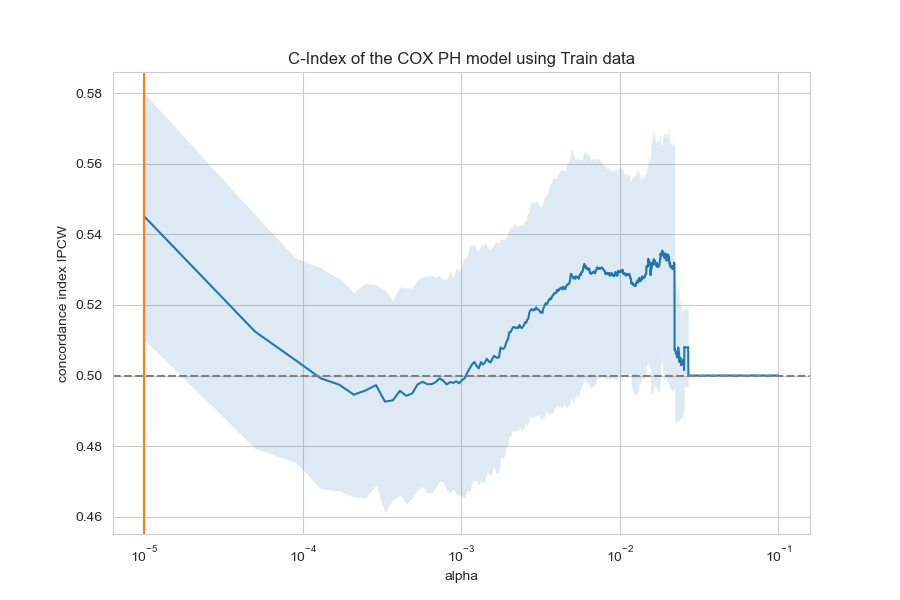 C-Index of the COX PH model using Train data
concordance index IPCW
0.58
0.56
0.54
0.52
0.50
0.48
0.46
10⁻⁵ 10⁻⁴ 10⁻³ 10⁻² 10⁻¹
alpha